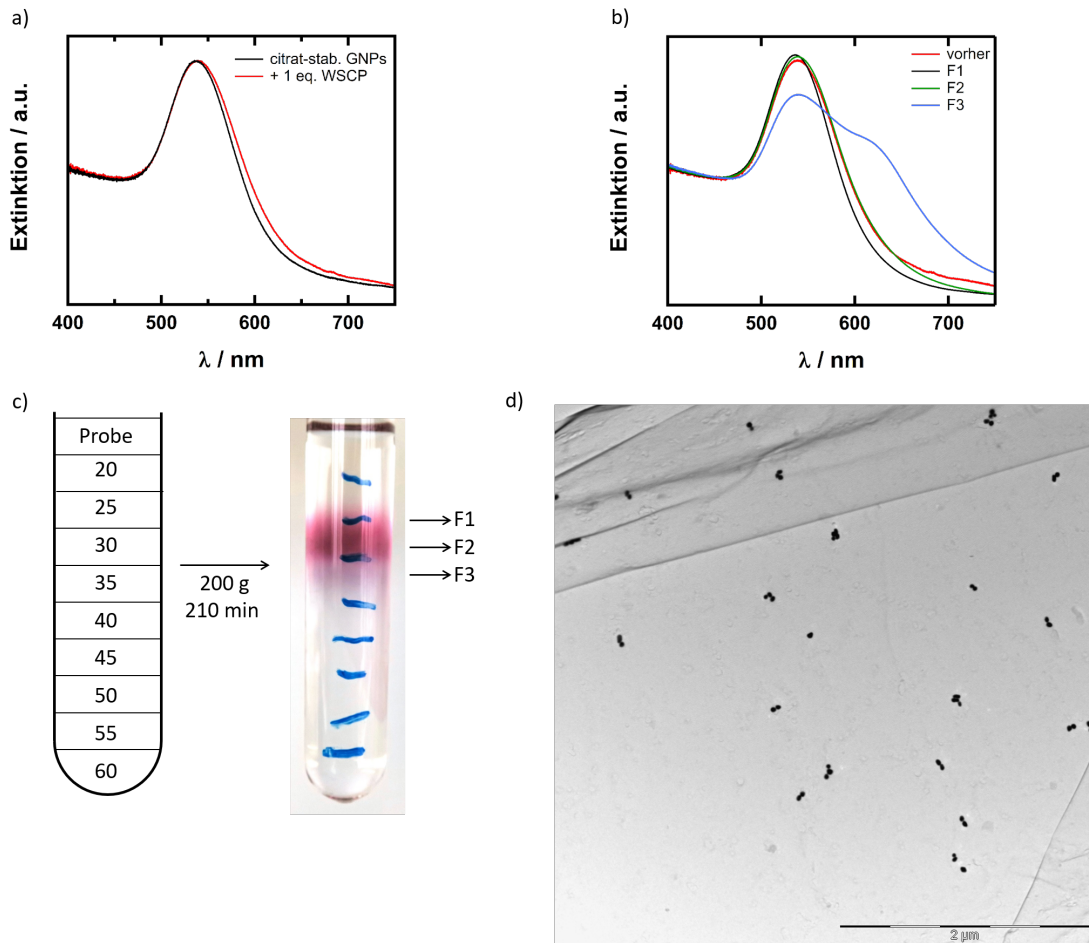 a)
citrat-stab. GNPs
+ 1 eq. WSCP
Extinktion / a.u.
400 500 600 700
λ / nm
b)
vorher
F1
F2
F3
Extinktion / a.u.
400 500 600 700
λ / nm
c)
Probe
20
25
30
35
40
45
50
55
60
200 g
210 min
F1
F2
F3
d)
2 µm